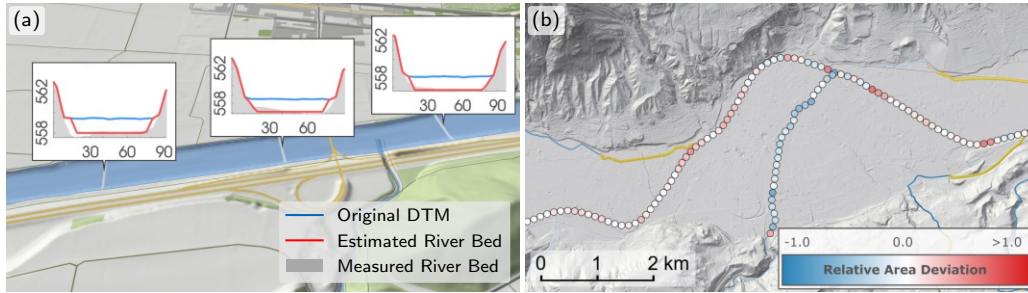 (a)
562
558
30
60
90
562
558
30
60
562
558
30
60
90
Original DTM
Estimated River Bed
Measured River Bed
(b)
0 1 2 km
-1.0 0.0 >1.0
Relative Area Deviation